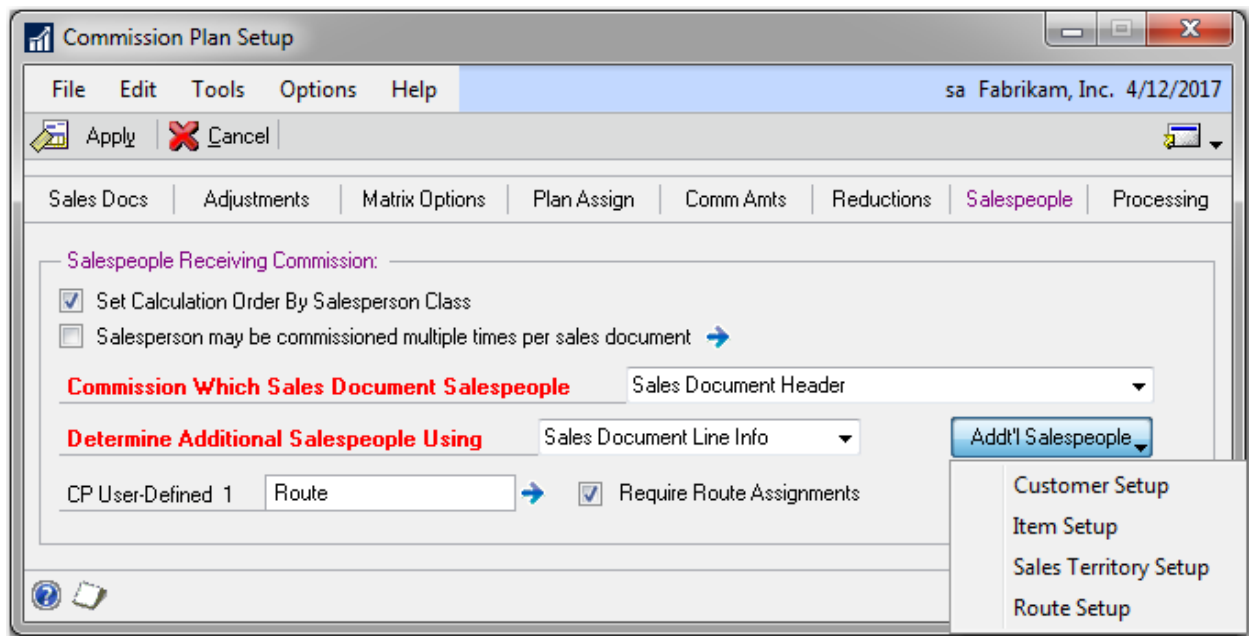 Commission Plan Setup
File Edit Tools Options Help sa Fabrikam, Inc. 4/12/2017
Apply Cancel
Sales Docs Adjustments Matrix Options Plan Assign Comm Amts Reductions Salespeople Processing
Salespeople Receiving Commission:
Set Calculation Order By Salesperson Class
Salesperson may be commissioned multiple times per sales document
Commission Which Sales Document Salespeople Sales Document Header
Determine Additional Salespeople Using Sales Document Line Info Addt'l Salespeople
CP User-Defined 1 Route Require Route Assignments
Customer Setup
Item Setup
Sales Territory Setup
Route Setup